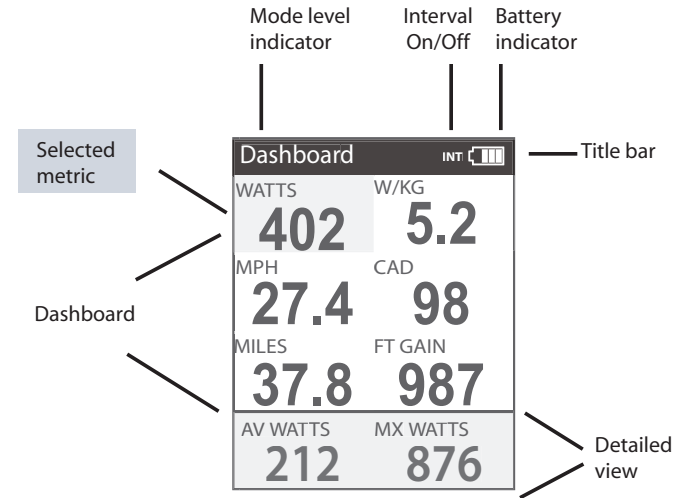 Mode level
indicator
Interval
On/Off
Battery
indicator
Selected
metric
Dashboard INT
Title bar
WATTS W/KG
402 5.2
MPH CAD
27.4 98
Dashboard
MILES FT GAIN
37.8 987
AV WATTS MX WATTS
212 876
Detailed
view